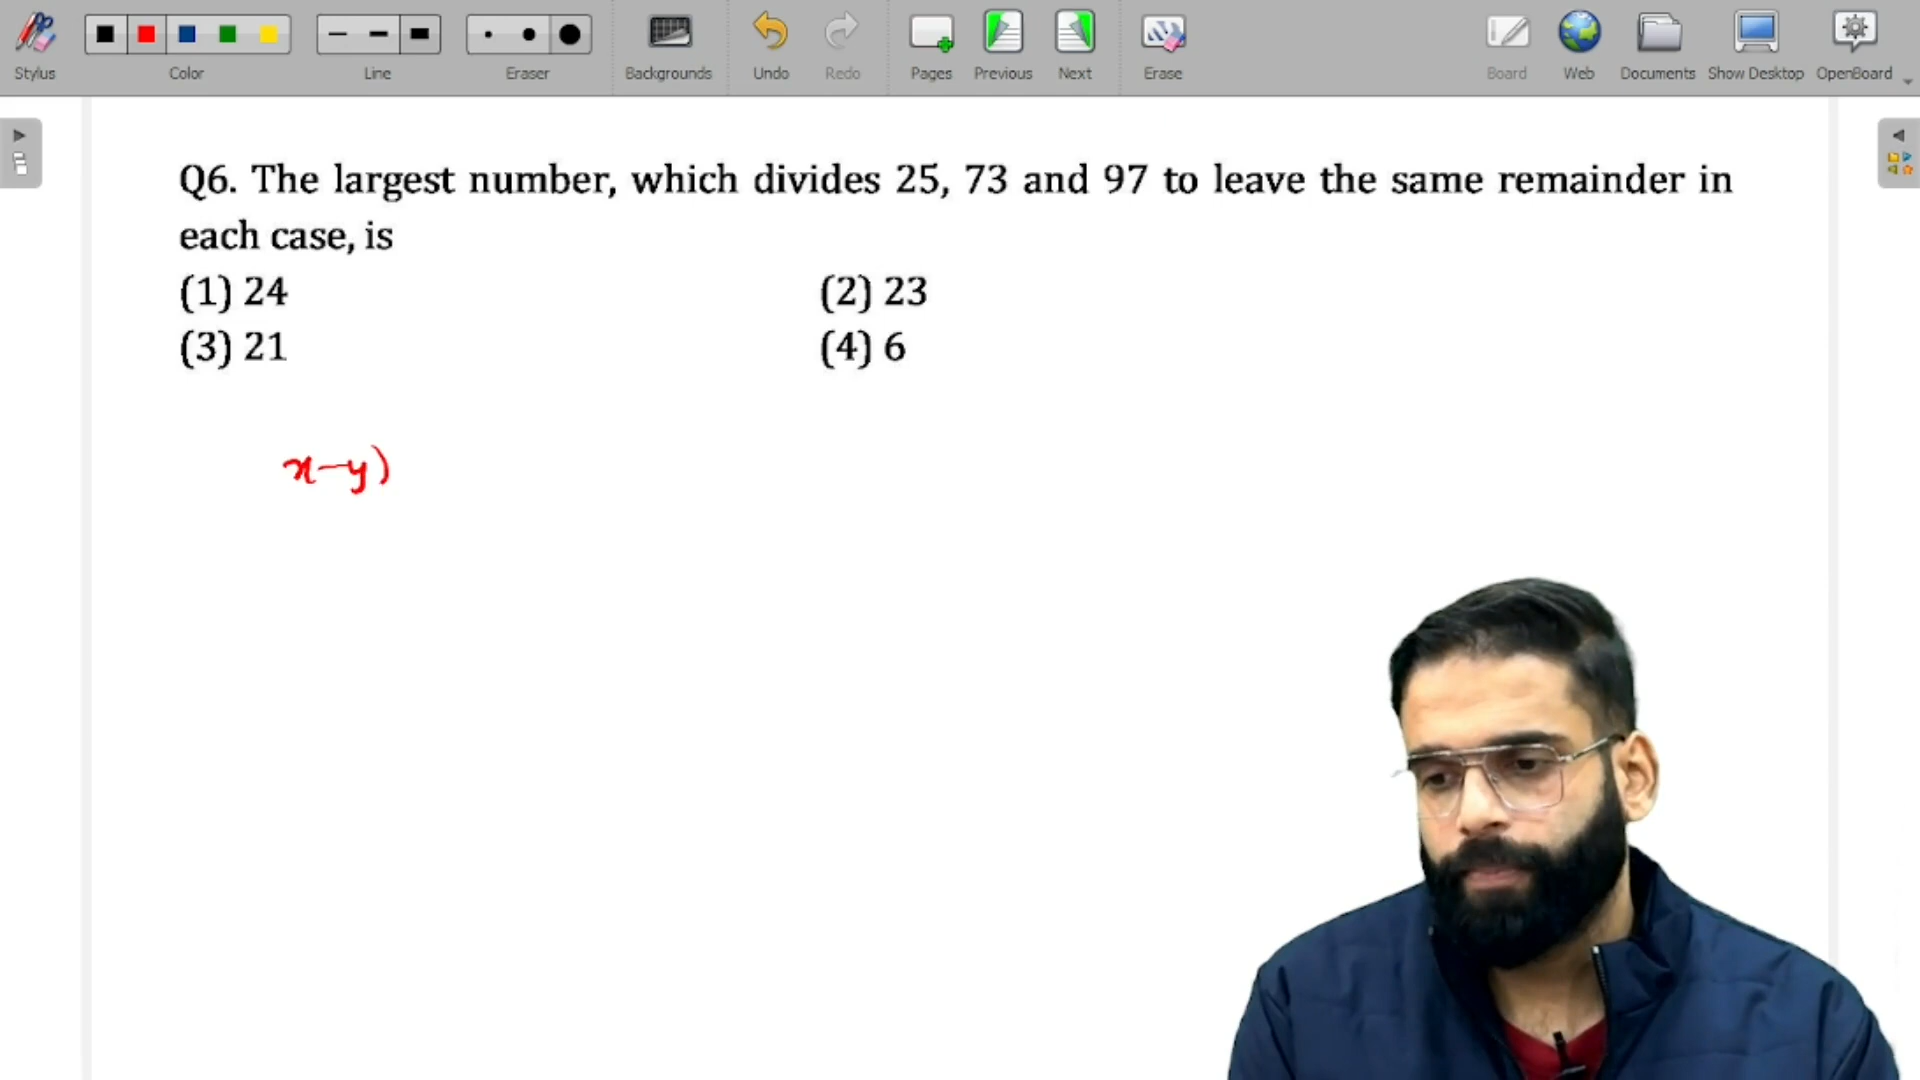 Stylus
Color
Line
Eraser
Backgrounds
Undo
Redo
Pages
Previous
Next
Erase
Board
Web
Documents
Show Desktop
OpenBoard
Q6. The largest number, which divides 25, 73 and 97 to leave the same remainder in
each case, is
(1) 24 (2) 23
(3) 21 (4) 6
x-y)